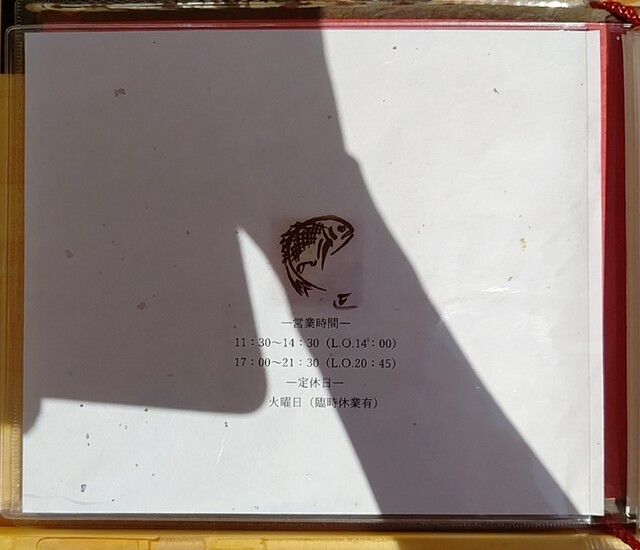 匠
—営業時間—
11：30〜14：30（L.O.14：00）
17：00〜21：30（L.O.20：45）
—定休日—
火曜日（臨時休業有）